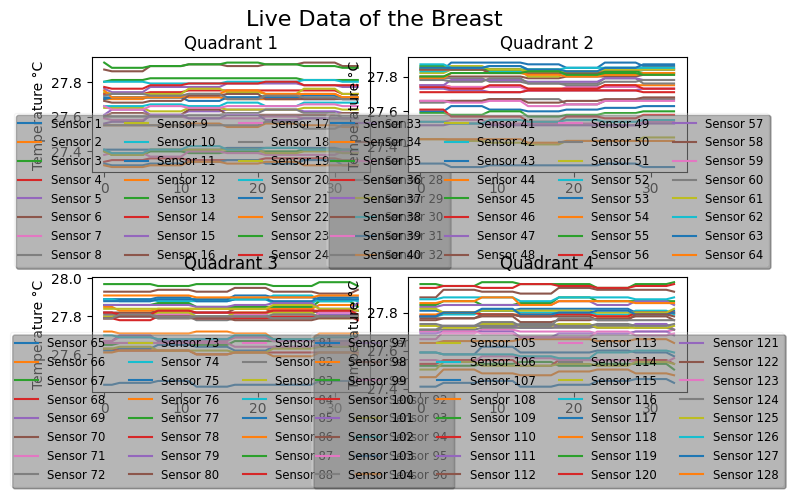 Live Data of the Breast
Quadrant 1
Quadrant 2
Temperature °C
27.8
27.6
27.4
0
10
20
30
Temperature °C
27.8
27.6
27.4
0
10
20
30
Sensor 1 Sensor 9 Sensor 17
Sensor 2 Sensor 10 Sensor 18
Sensor 3 Sensor 11 Sensor 19
Sensor 4 Sensor 12 Sensor 20 Sensor 28
Sensor 5 Sensor 13 Sensor 21
Sensor 6 Sensor 14 Sensor 22 Sensor 30
Sensor 7 Sensor 15 Sensor 23 Sensor 31
Sensor 8 Sensor 16 Sensor 24 Sensor 32
Sensor 33 Sensor 41 Sensor 49 Sensor 57
Sensor 34 Sensor 42 Sensor 50 Sensor 58
Sensor 35 Sensor 43 Sensor 51 Sensor 59
Sensor 36 Sensor 44 Sensor 52 Sensor 60
Sensor 37 Sensor 45 Sensor 53 Sensor 61
Sensor 38 Sensor 46 Sensor 54 Sensor 62
Sensor 39 Sensor 47 Sensor 55 Sensor 63
Sensor 40 Sensor 48 Sensor 56 Sensor 64
Quadrant 3
Quadrant 4
Temperature °C
28.0
27.8
27.6
0
10
20
30
Temperature °C
27.8
27.6
27.4
0
10
20
30
Sensor 65 Sensor 73 Sensor 81
Sensor 66 Sensor 74 Sensor 82
Sensor 67 Sensor 75 Sensor 83
Sensor 68 Sensor 76 Sensor 84 Sensor 92
Sensor 69 Sensor 77 Sensor 85 Sensor 93
Sensor 70 Sensor 78 Sensor 86 Sensor 94
Sensor 71 Sensor 79 Sensor 87 Sensor 95
Sensor 72 Sensor 80 Sensor 88 Sensor 96
Sensor 97 Sensor 105 Sensor 113 Sensor 121
Sensor 98 Sensor 106 Sensor 114 Sensor 122
Sensor 99 Sensor 107 Sensor 115 Sensor 123
Sensor 100 Sensor 108 Sensor 116 Sensor 124
Sensor 101 Sensor 109 Sensor 117 Sensor 125
Sensor 102 Sensor 110 Sensor 118 Sensor 126
Sensor 103 Sensor 111 Sensor 119 Sensor 127
Sensor 104 Sensor 112 Sensor 120 Sensor 128